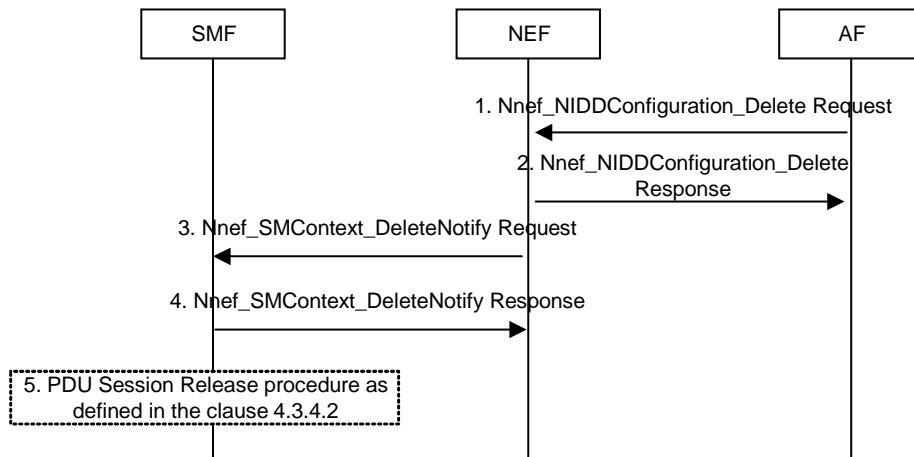 SMF
NEF
AF
1. Nnef_NIDDConfiguration_Delete Request
2. Nnef_NIDDConfiguration_Delete
Response
3. Nnef_SMContext_DeleteNotify Request
4. Nnef_SMContext_DeleteNotify Response
5. PDU Session Release procedure as
defined in the clause 4.3.4.2